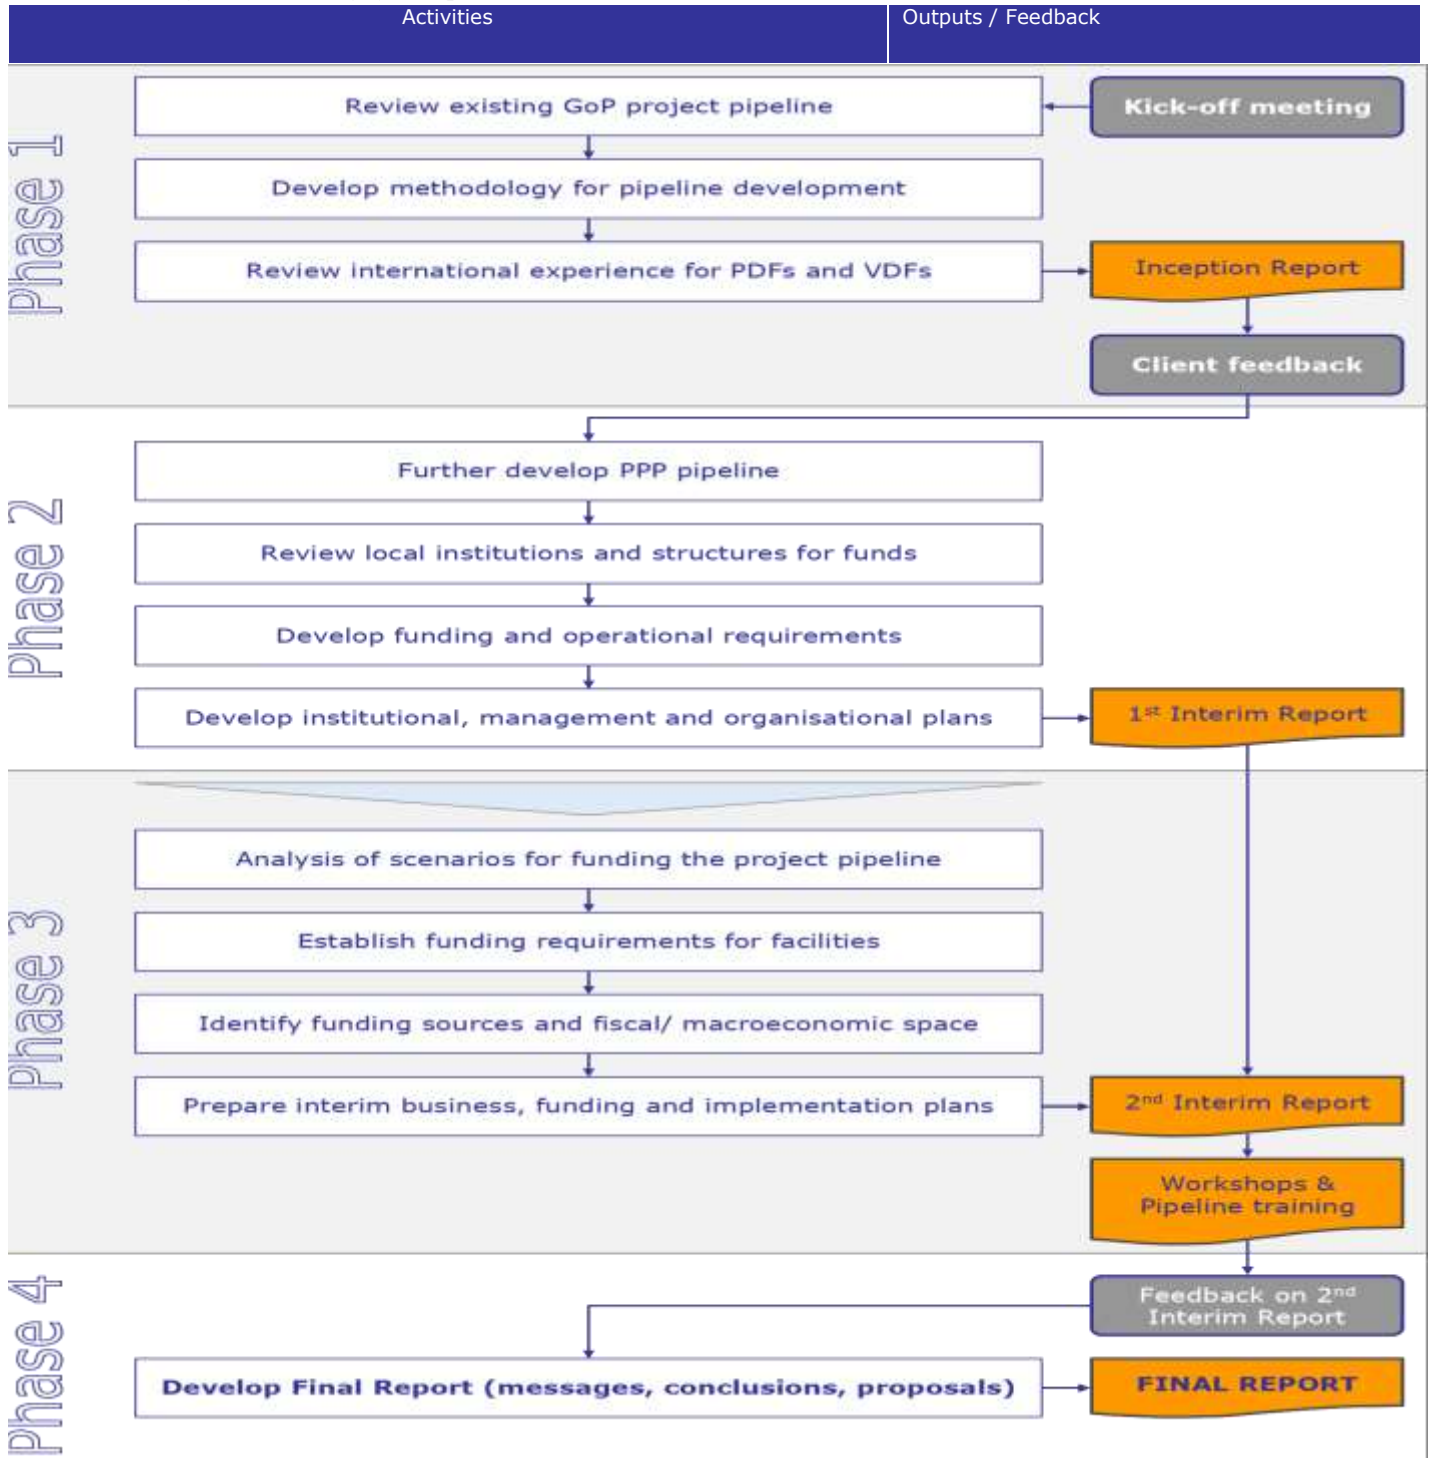 Activities
Outputs / Feedback
Phase 1
Review existing GoP project pipeline
Kick-off meeting
Develop methodology for pipeline development
Review international experience for PDFs and VDFs
Inception Report
Client feedback
Phase 2
Further develop PPP pipeline
Review local institutions and structures for funds
Develop funding and operational requirements
Develop institutional, management and organisational plans
1st Interim Report
Phase 3
Analysis of scenarios for funding the project pipeline
Establish funding requirements for facilities
Identify funding sources and fiscal/ macroeconomic space
Prepare interim business, funding and implementation plans
2nd Interim Report
Workshops &
Pipeline training
Phase 4
Feedback on 2nd
Interim Report
Develop Final Report (messages, conclusions, proposals)
FINAL REPORT